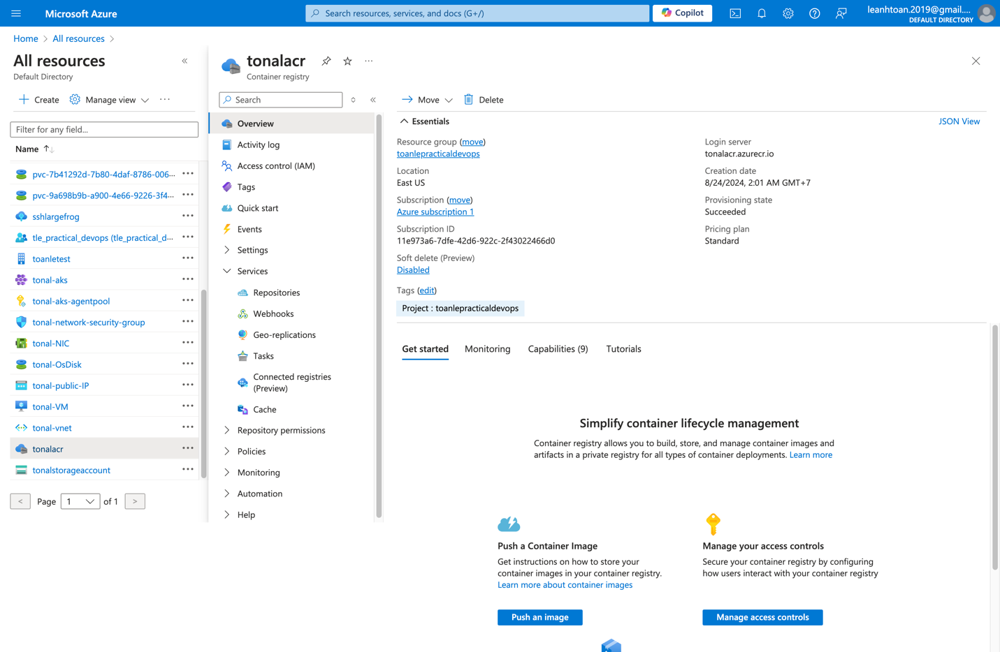 Microsoft Azure
Search resources, services, and docs (G+/)
Copilot
leanhtoan.2019@gmail....
DEFAULT DIRECTORY
Home > All resources >
All resources
Default Directory
+ Create Manage view ...
Filter for any field...
Name ↑↓
pvc-7b41292d-7b80-4daf-8786-006...
pvc-9a698b9b-a900-4e66-9226-3f4...
sshlargefrog
tle_practical_devops (tle_practical_d...
toanletest
tonal-aks
tonal-aks-agentpool
tonal-network-security-group
tonal-NIC
tonal-OsDisk
tonal-public-IP
tonal-VM
tonal-vnet
tonalacr
tonalstorageaccount
< Page 1 of 1 >
tonalacr
Container registry
Search
Overview
Activity log
Access control (IAM)
Tags
Quick start
Events
Settings
Services
Repositories
Webhooks
Geo-replications
Tasks
Connected registries
(Preview)
Cache
Repository permissions
Policies
Monitoring
Automation
Help
Move Delete
Essentials
JSON View
Resource group (move)
toanlepracticaldevops
Location
East US
Subscription (move)
Azure subscription 1
Subscription ID
11e973a6-7dfe-42d6-922c-2f43022466d0
Soft delete (Preview)
Disabled
Login server
tonalacr.azurecr.io
Creation date
8/24/2024, 2:01 AM GMT+7
Provisioning state
Succeeded
Pricing plan
Standard
Tags (edit)
Project : toanlepracticaldevops
Get started Monitoring Capabilities (9) Tutorials
Simplify container lifecycle management
Container registry allows you to build, store, and manage container images and
artifacts in a private registry for all types of container deployments. Learn more
Push a Container Image
Get instructions on how to store your
container images in your container registry.
Learn more about container images
Push an image
Manage your access controls
Secure your container registry by configuring
how users interact with your container registry
Manage access controls